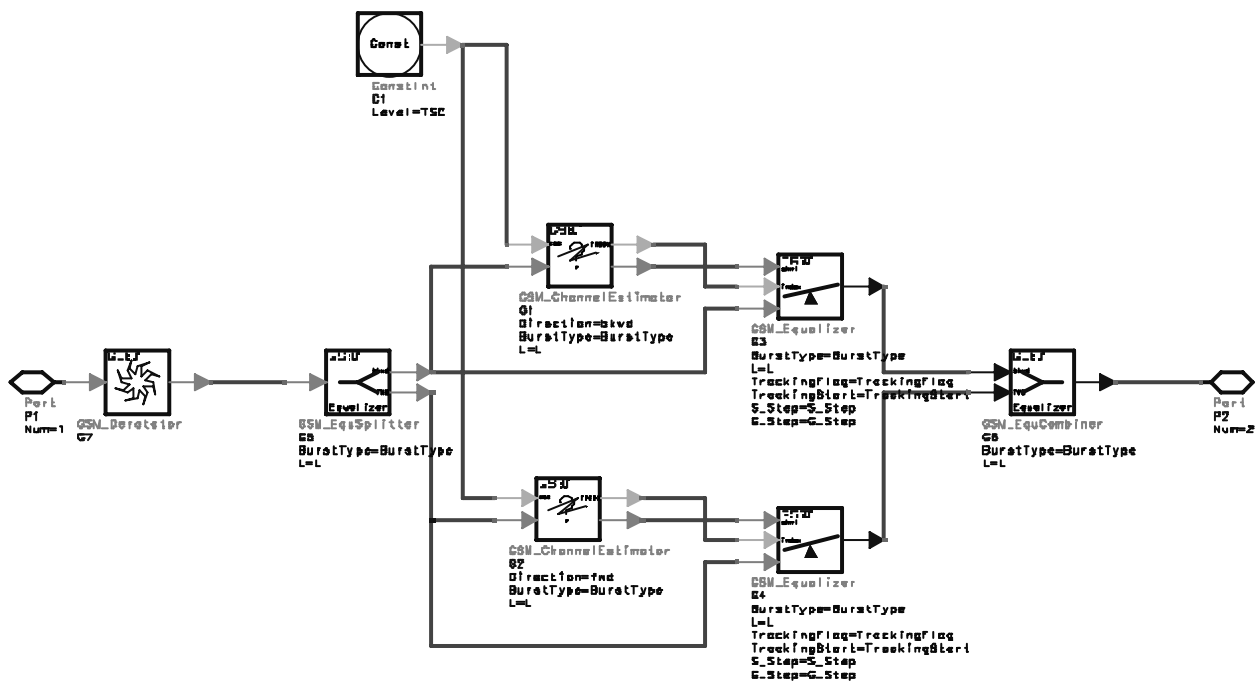 Const
ConstInt
C1
Level=TSC
GSM_ChannelEstimator
G1
Direction=bkwd
BurstType=BurstType
L=L
GSM_Equalizer
G3
BurstType=BurstType
L=L
TrackingFlag=TrackingFlag
TrackingStart=TrackingStart
S_Step=S_Step
G_Step=G_Step
Port
P1
Num=1
GSM_Derotator
G7
Equalizer
GSM_EquSplitter
G5
BurstType=BurstType
L=L
bkwd
Equalizer
GSM_EquCombiner
G6
BurstType=BurstType
L=L
Port
P2
Num=2
GSM_ChannelEstimator
G2
Direction=fwd
BurstType=BurstType
L=L
GSM_Equalizer
G4
BurstType=BurstType
L=L
TrackingFlag=TrackingFlag
TrackingStart=TrackingStart
S_Step=S_Step
G_Step=G_Step